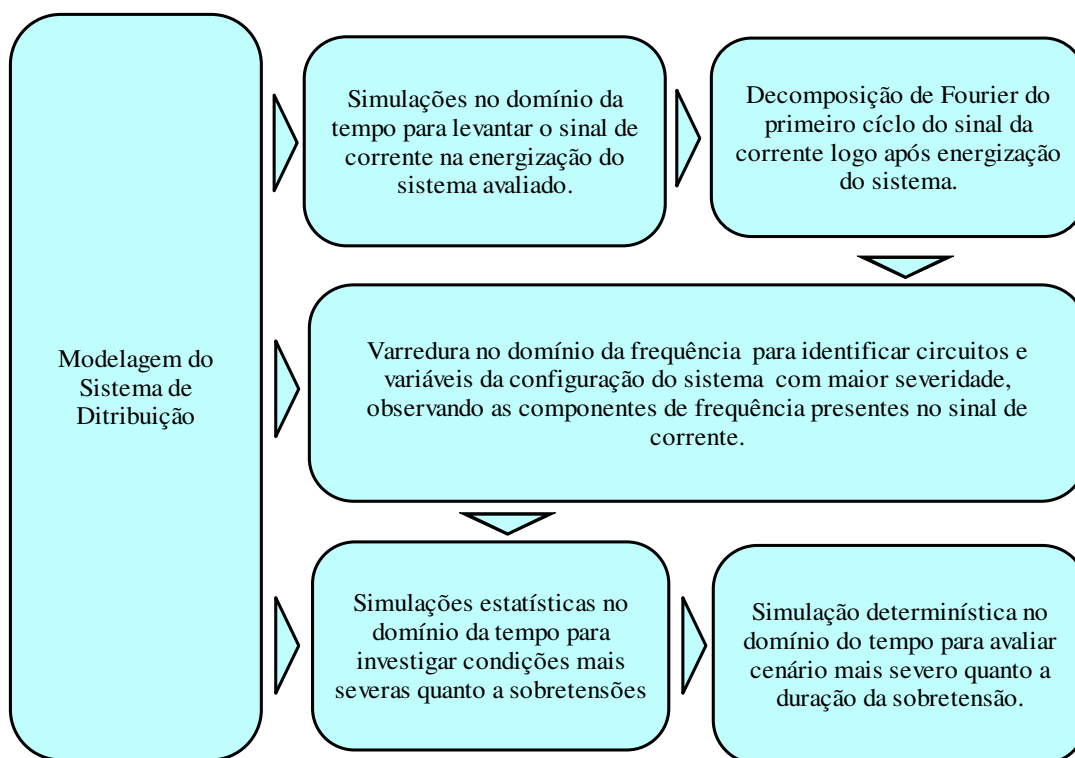 Modelagem do
Sistema de
Ditribuição
Simulações no domínio da
tempo para levantar o sinal de
corrente na energização do
sistema avaliado.
Decomposição de Fourier do
primeiro cíclo do sinal da
corrente logo após energização
do sistema.
Varredura no domínio da frequência para identificar circuitos e
variáveis da configuração do sistema com maior severidade,
observando as componentes de frequência presentes no sinal de
corrente.
Simulações estatísticas no
domínio da tempo para
investigar condições mais
severas quanto a sobretensões
Simulação determinística no
domínio do tempo para avaliar
cenário mais severo quanto a
duração da sobretensão.